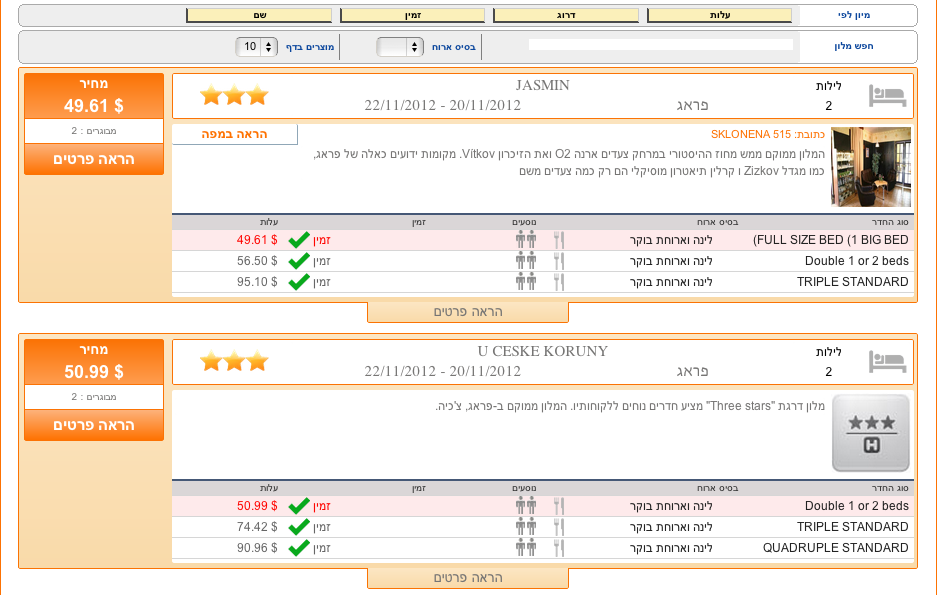 מיון לפי עלות דרוג זמין שם
חפש מלון בסיס ארוח מוצרים בדף 10
JASMIN
לילות
2
פראג 22/11/2012 - 20/11/2012
מחיר
49.61 $
מבוגרים : 2
הראה פרטים
כתובת: SKLONENA 515
הראה במפה
המלון ממוקם ממש מחוז ההיסטורי במרחק צעדים ארנה O2 ואת הזיכרון Vítkov. מקומות ידועים כאלה של פראג,
כמו מגדל Zizkov ו קרלין תיאטרון מוסיקלי הם רק כמה צעדים משם
סוג החדר בסיס ארוח נוסעים זמין עלות
FULL SIZE BED (1 BIG BED) לינה וארוחת בוקר זמין 49.61 $
Double 1 or 2 beds לינה וארוחת בוקר זמין 56.50 $
TRIPLE STANDARD לינה וארוחת בוקר זמין 95.10 $
הראה פרטים
U CESKE KORUNY
לילות
2
פראג 22/11/2012 - 20/11/2012
מחיר
50.99 $
מבוגרים : 2
הראה פרטים
מלון דרגת "Three stars" מציע חדרים נוחים ללקוחותיו. המלון ממוקם ב-פראג, צ'כיה.
H
סוג החדר בסיס ארוח נוסעים זמין עלות
Double 1 or 2 beds לינה וארוחת בוקר זמין 50.99 $
TRIPLE STANDARD לינה וארוחת בוקר זמין 74.42 $
QUADRUPLE STANDARD לינה וארוחת בוקר זמין 90.96 $
הראה פרטים